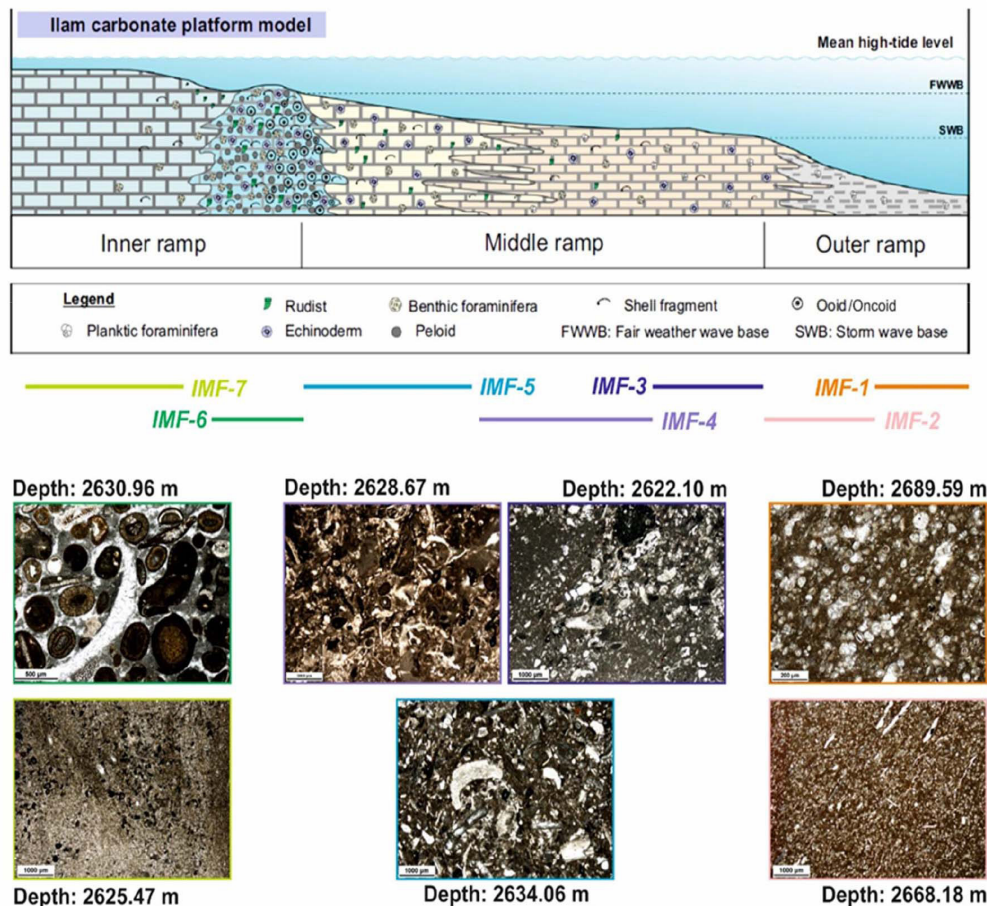 Ilam carbonate platform model
Mean high-tide level
FWWB
SWB
Inner ramp
Middle ramp
Outer ramp
Legend
Rudist
Benthic foraminifera
Shell fragment
Ooid/Oncoid
Planktic foraminifera
Echinoderm
Peloid
FWWB: Fair weather wave base
SWB: Storm wave base
IMF-7
IMF-5
IMF-3
IMF-1
IMF-6
IMF-4
IMF-2
Depth: 2630.96 m
Depth: 2628.67 m
Depth: 2622.10 m
Depth: 2689.59 m
500 µm
1000 µm
200 µm
1000 µm
1000 µm
1000 µm
Depth: 2625.47 m
Depth: 2634.06 m
Depth: 2668.18 m